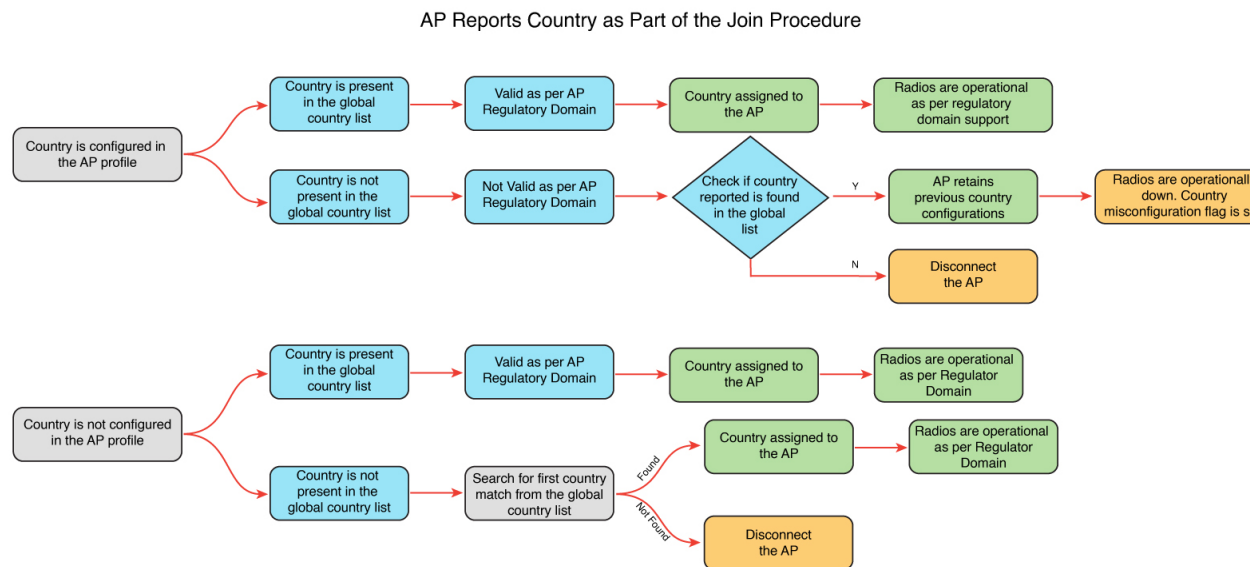 AP Reports Country as Part of the Join Procedure
Country is configured in
the AP profile
Country is present
in the global
country list
Valid as per AP
Regulatory Domain
Country assigned to
the AP
Radios are operational
as per regulatory
domain support
Country is not
present in the
global country list
Not Valid as per AP
Regulatory Domain
Check if country
reported is found
in the global
list
Y
AP retains
previous country
configurations
Radios are operationall
down. Country
misconfiguration flag is s
N
Disconnect
the AP
Country is not configured
in the AP profile
Country is present
in the global
country list
Valid as per AP
Regulatory Domain
Country assigned to
the AP
Radios are operational
as per Regulator
Domain
Country is not
present in the
global country list
Search for first country
match from the global
country list
Found
Country assigned to
the AP
Radios are operational
as per Regulator
Domain
Not Found
Disconnect
the AP